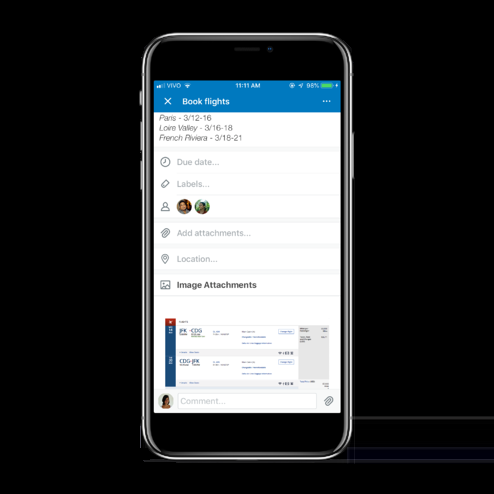 VIVO 11:11 AM 98%
Book flights
Paris - 3/12-16
Loire Valley - 3/16-18
French Riviera - 3/18-21
Due date...
Labels...
Add attachments...
Location...
Image Attachments
JFK-CDG
CDG-JFK
Comment...